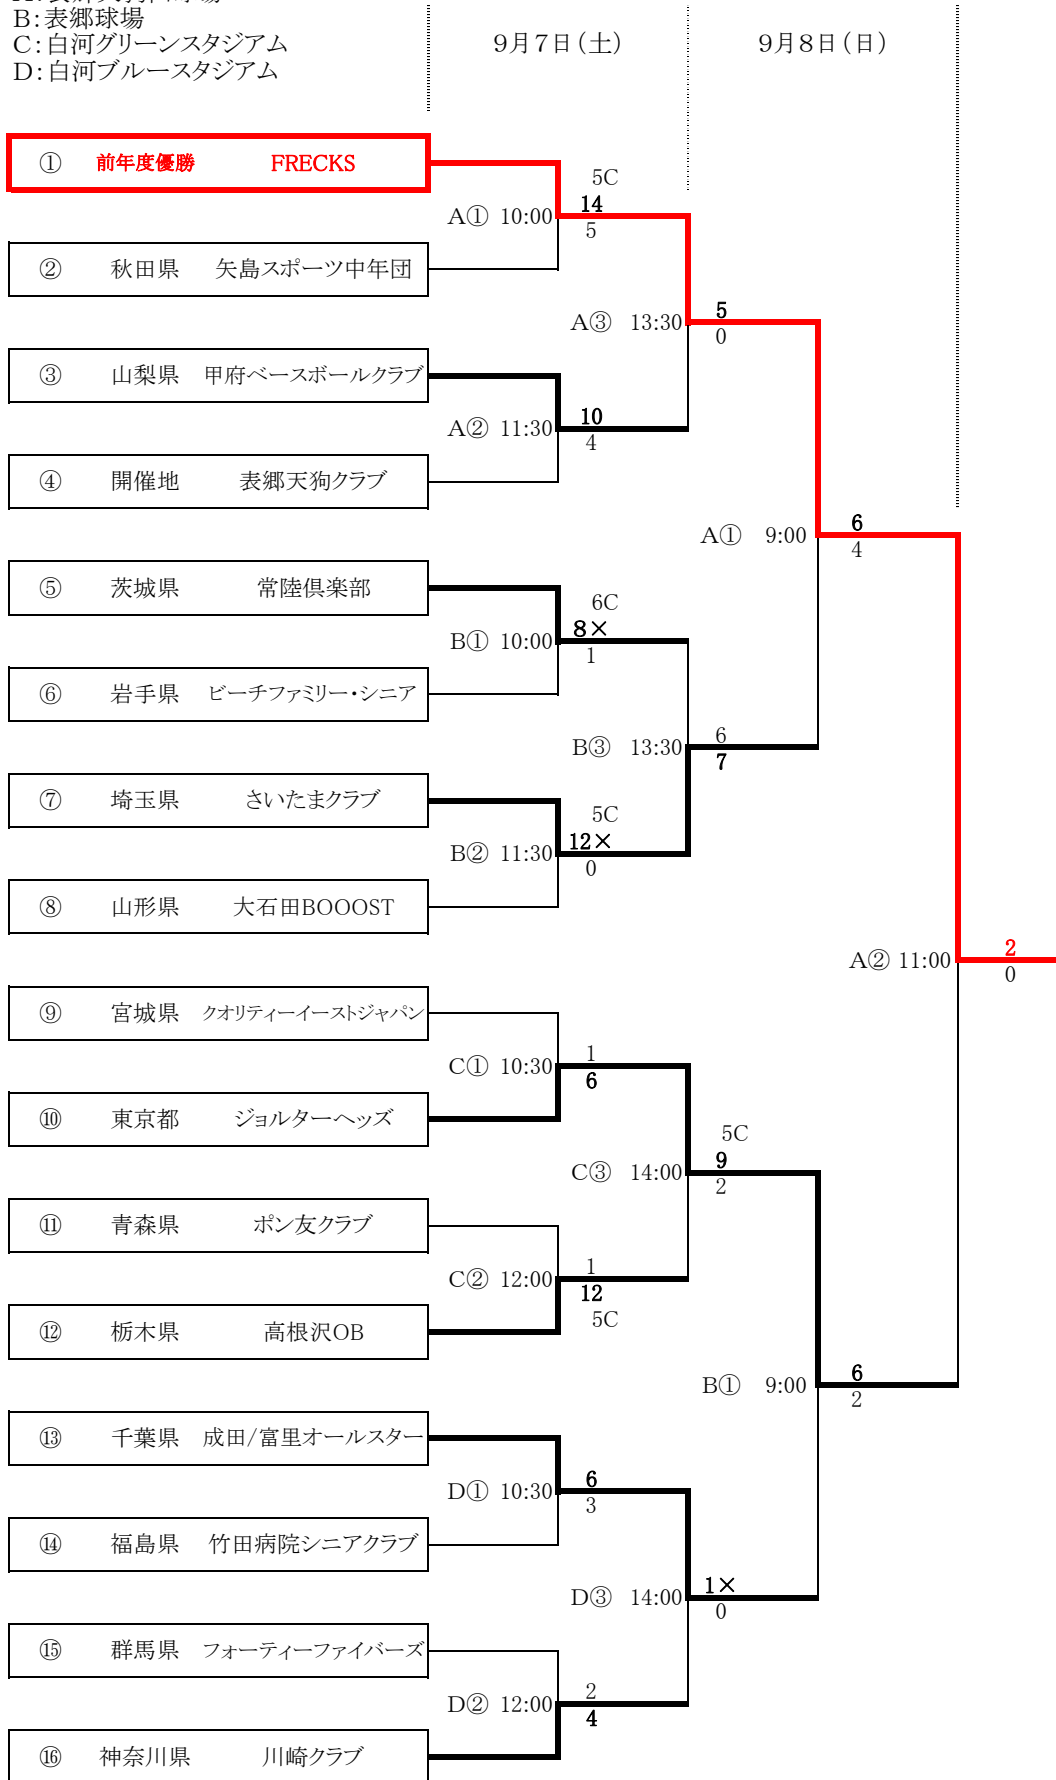 B:表郷球場
C:白河グリーンスタジアム
D:白河ブルースタジアム
9月7日(土)
9月8日(日)
① 前年度優勝 FRECKS
5C
A① 10:00 14
5
② 秋田県 矢島スポーツ中年団
A③ 13:30 5
0
③ 山梨県 甲府ベースボールクラブ
A② 11:30 10
4
④ 開催地 表郷天狗クラブ
A① 9:00 6
4
⑤ 茨城県 常陸倶楽部
6C
B① 10:00 8×
1
⑥ 岩手県 ビーチファミリー・シニア
B③ 13:30 6
7
⑦ 埼玉県 さいたまクラブ
5C
B② 11:30 12×
0
⑧ 山形県 大石田BOOOST
A② 11:00 2
0
⑨ 宮城県 クオリティーイーストジャパン
C① 10:30 1
6
⑩ 東京都 ジョルターヘッズ
5C
C③ 14:00 9
2
⑪ 青森県 ポン友クラブ
C② 12:00 1
12
5C
⑫ 栃木県 高根沢OB
B① 9:00 6
2
⑬ 千葉県 成田/富里オールスター
D① 10:30 6
3
⑭ 福島県 竹田病院シニアクラブ
D③ 14:00 1×
0
⑮ 群馬県 フォーティーファイバーズ
D② 12:00 2
4
⑯ 神奈川県 川崎クラブ